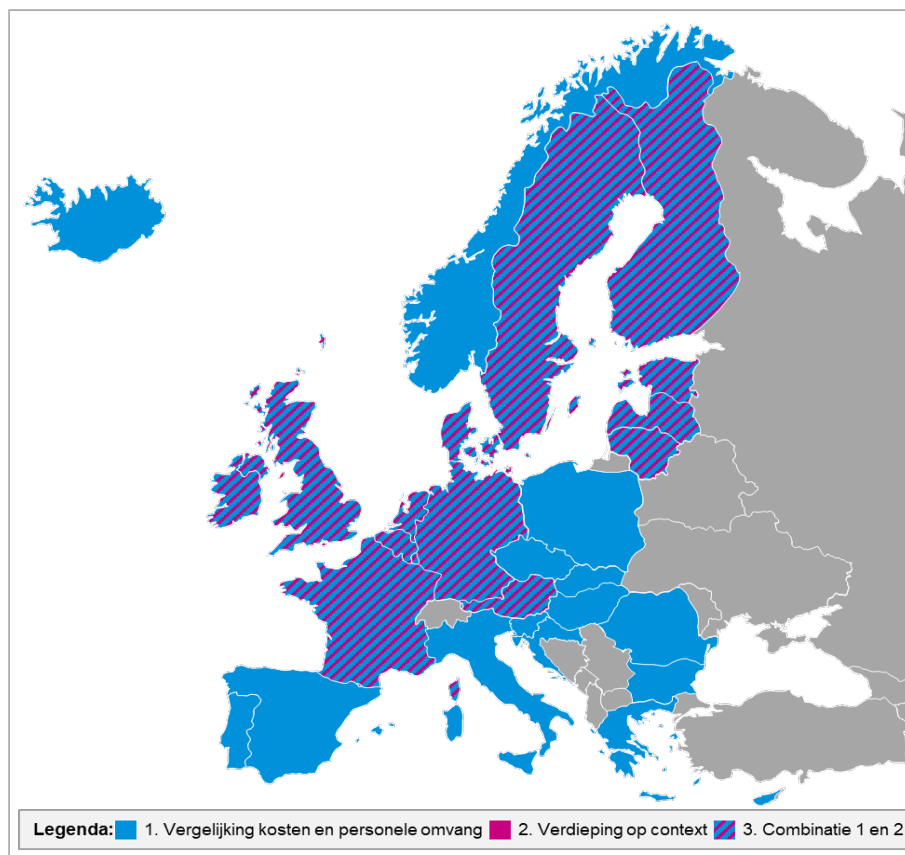 Legenda: 1. Vergelijking kosten en personele omvang 2. Verdieping op context 3. Combinatie 1 en 2